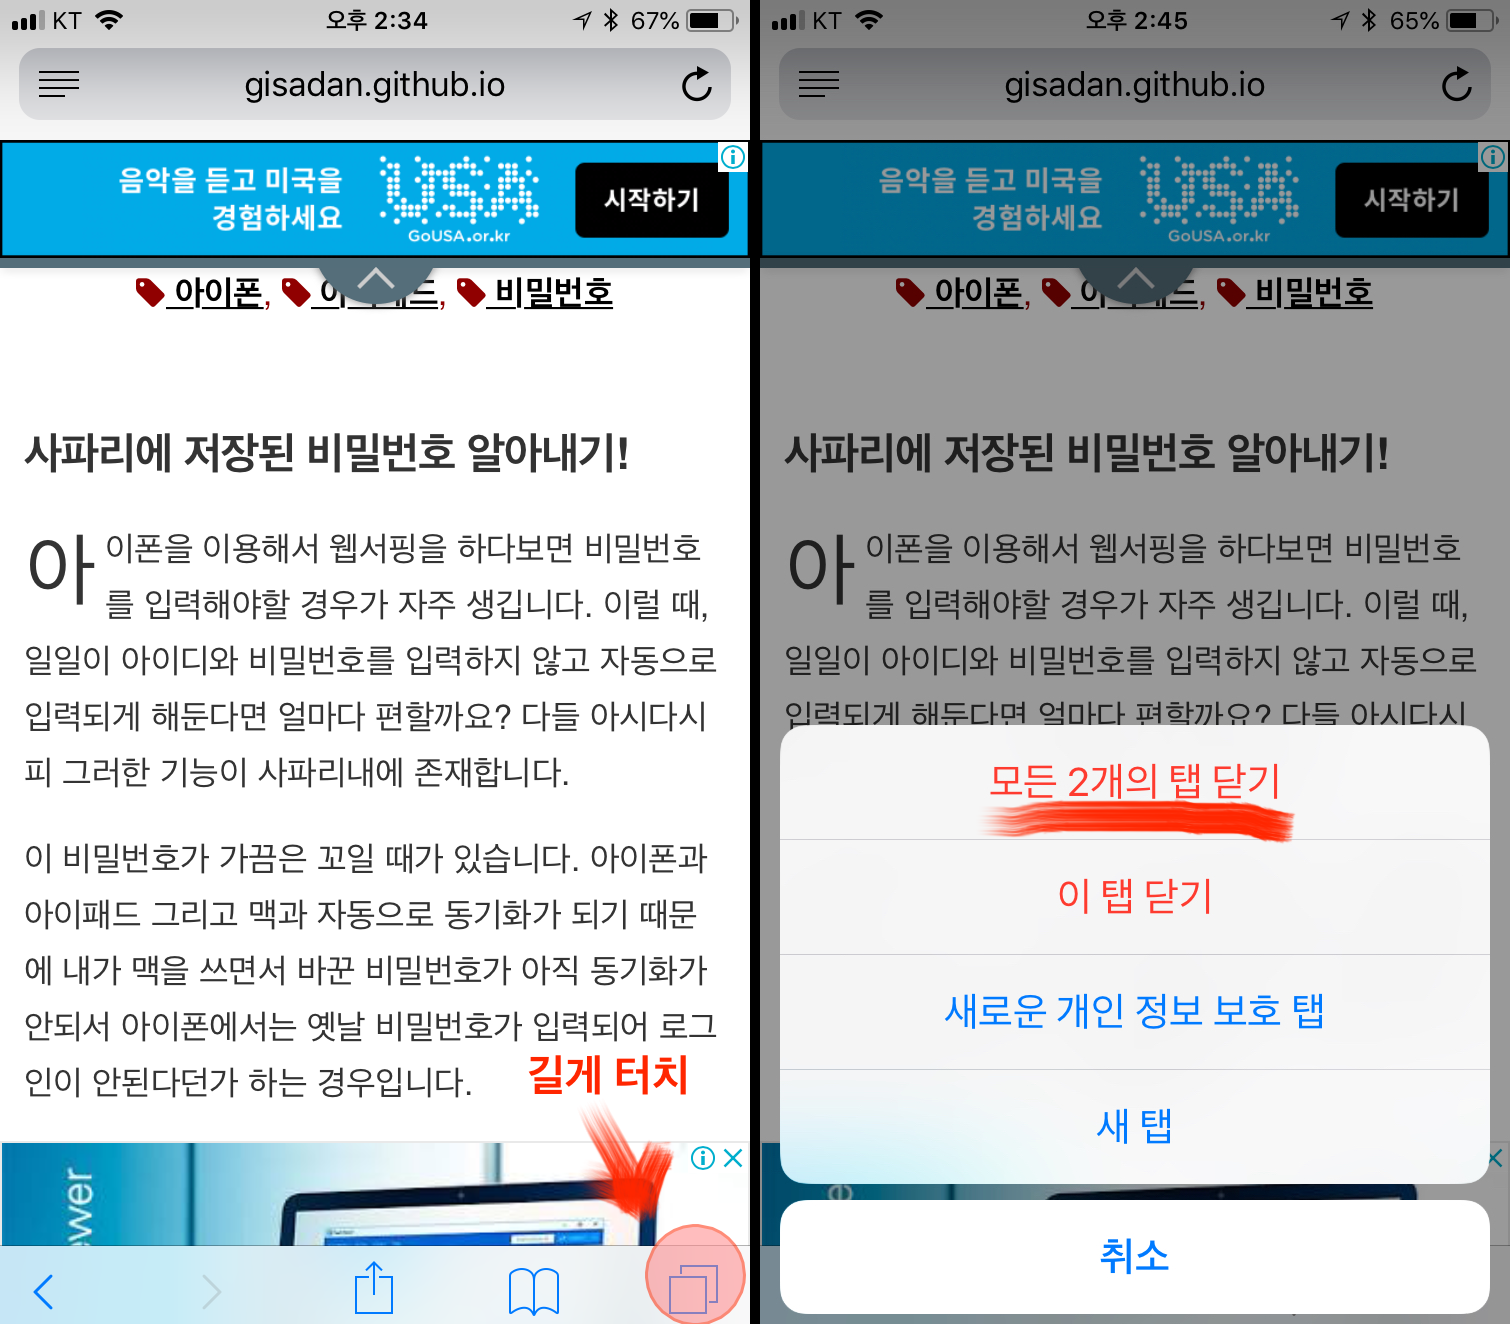 KT 오후 2:34 67%
gisadan.github.io
음악을 듣고 미국을
경험하세요
USA
GoUSA.or.kr
시작하기
아이폰, 비밀번호
사파리에 저장된 비밀번호 알아내기!
아이폰을 이용해서 웹서핑을 하다보면 비밀번호
를 입력해야할 경우가 자주 생깁니다. 이럴 때,
일일이 아이디와 비밀번호를 입력하지 않고 자동으로
입력되게 해둔다면 얼마다 편할까요? 다들 아시다시
피 그러한 기능이 사파리내에 존재합니다.
이 비밀번호가 가끔은 꼬일 때가 있습니다. 아이폰과
아이패드 그리고 맥과 자동으로 동기화가 되기 때문
에 내가 맥을 쓰면서 바꾼 비밀번호가 아직 동기화가
안되서 아이폰에서는 옛날 비밀번호가 입력되어 로그
인이 안된다던가 하는 경우입니다.
길게 터치
ewer
KT 오후 2:45 65%
gisadan.github.io
음악을 듣고 미국을
경험하세요
USA
GoUSA.or.kr
시작하기
아이폰, 비밀번호
사파리에 저장된 비밀번호 알아내기!
아이폰을 이용해서 웹서핑을 하다보면 비밀번호
를 입력해야할 경우가 자주 생깁니다. 이럴 때,
일일이 아이디와 비밀번호를 입력하지 않고 자동으로
입력되게 해둔다면 얼마다 편할까요? 다들 아시다시
모든 2개의 탭 닫기
이 탭 닫기
새로운 개인 정보 보호 탭
새 탭
취소